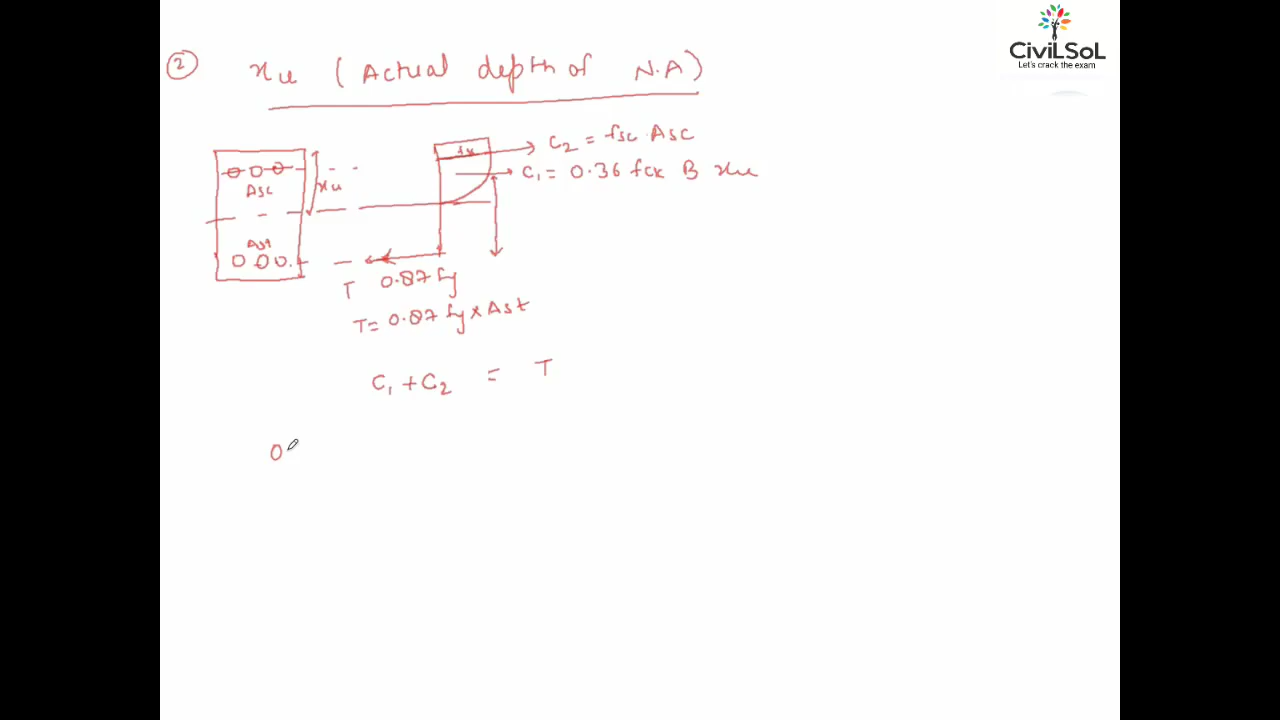 CiViLSoL
Let's crack the exam
② xu (Actual depth of N.A)
C2 = fsc . Asc
C1 = 0.36 fck B xu
xu
Asc
Ast
T 0.87 fy
T = 0.87 fy x Ast
C1 + C2 = T
0